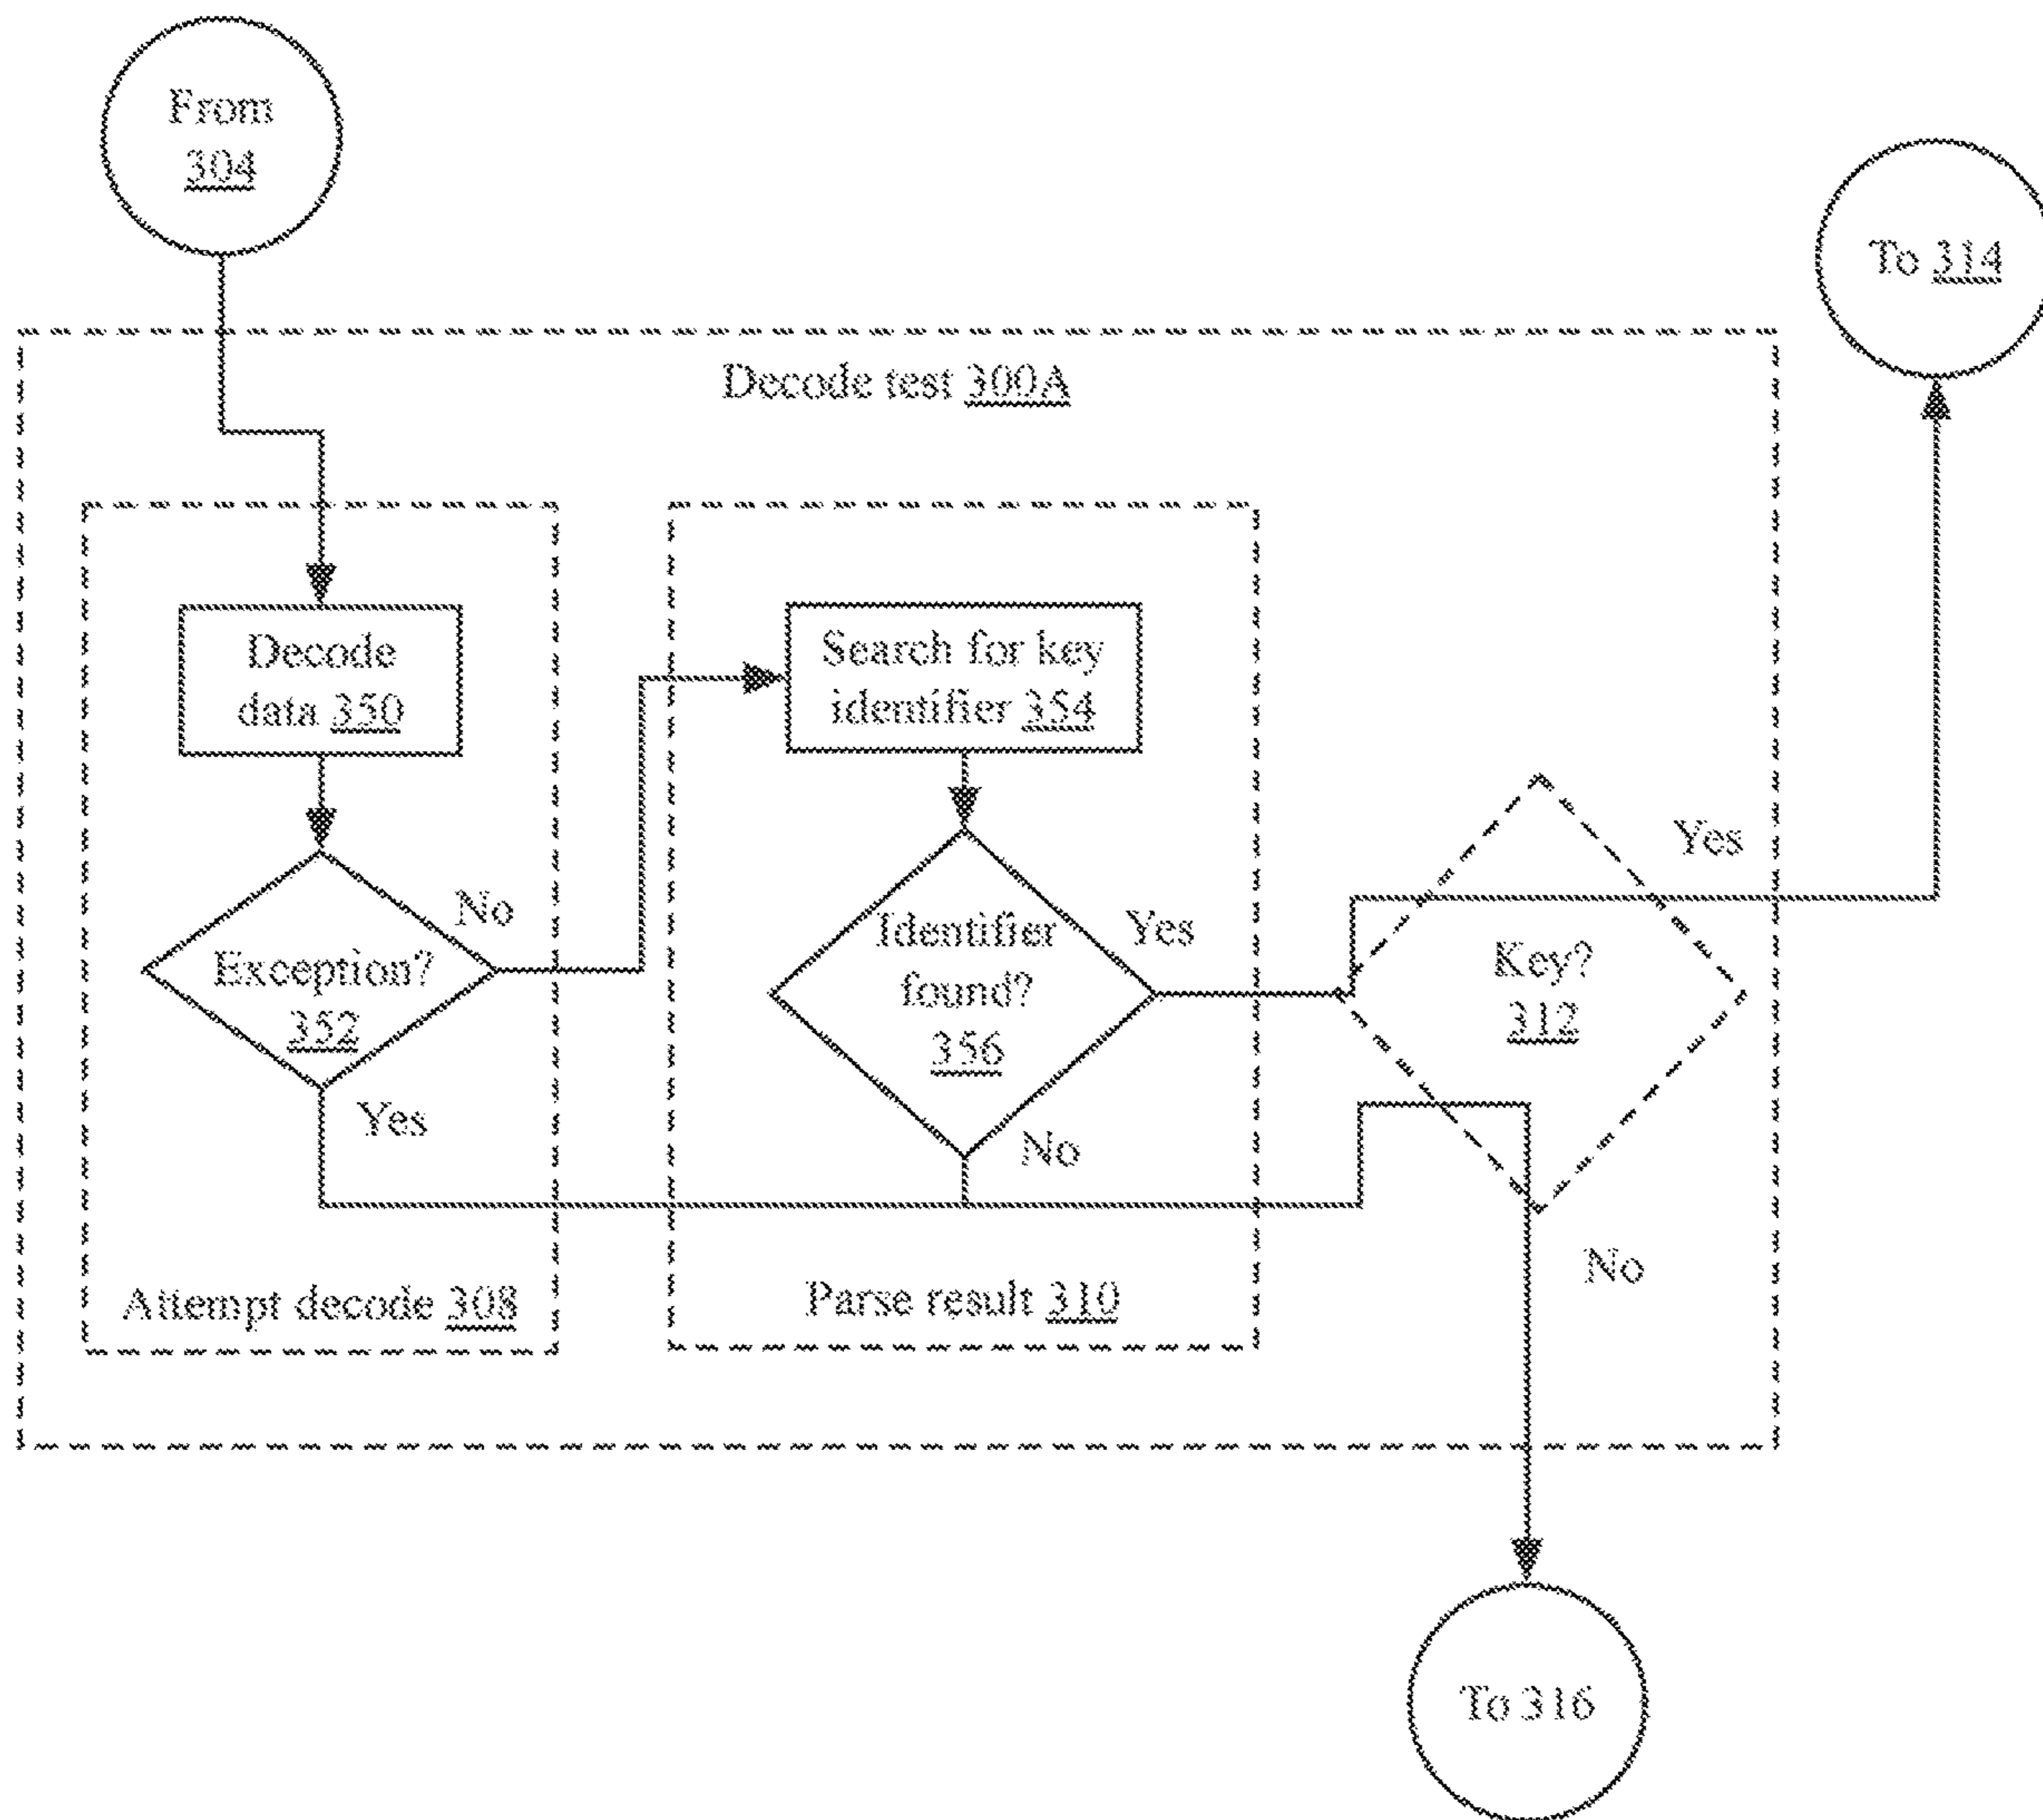 From
304
To 314
Decode test 300A
Decode
data 350
Search for key
identifier 354
Yes
No
Identifier
found?
356
Yes
Exception?
352
Key?
312
Yes
No
No
Attempt decode 308
Parse result 310
To 316